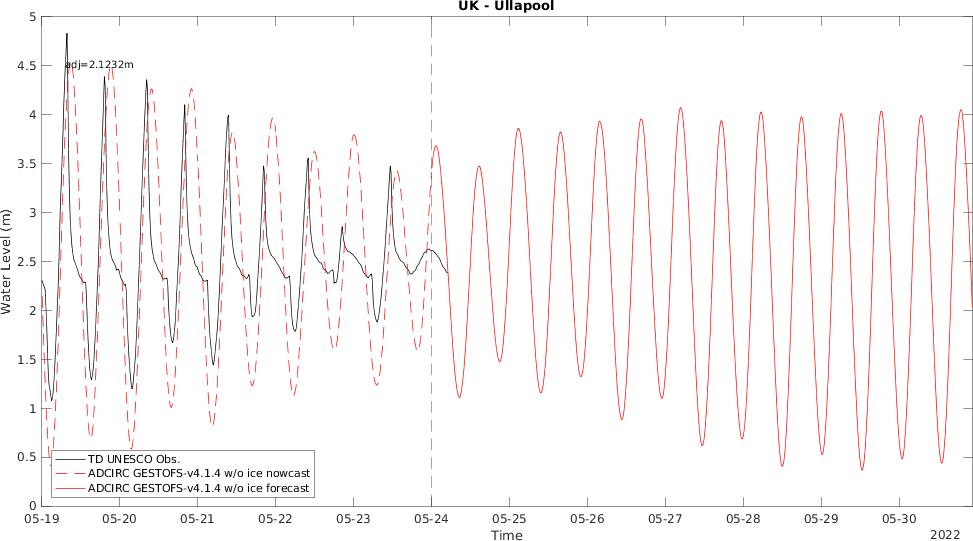 UK - Ullapool
5
4.5
4
3.5
3
2.5
2
1.5
1
0.5
0
Water Level (m)
adj=2.1232m
TD UNESCO Obs.
ADCIRC GESTOFS-v4.1.4 w/o ice nowcast
ADCIRC GESTOFS-v4.1.4 w/o ice forecast
05-19 05-20 05-21 05-22 05-23 05-24 05-25 05-26 05-27 05-28 05-29 05-30
Time
2022